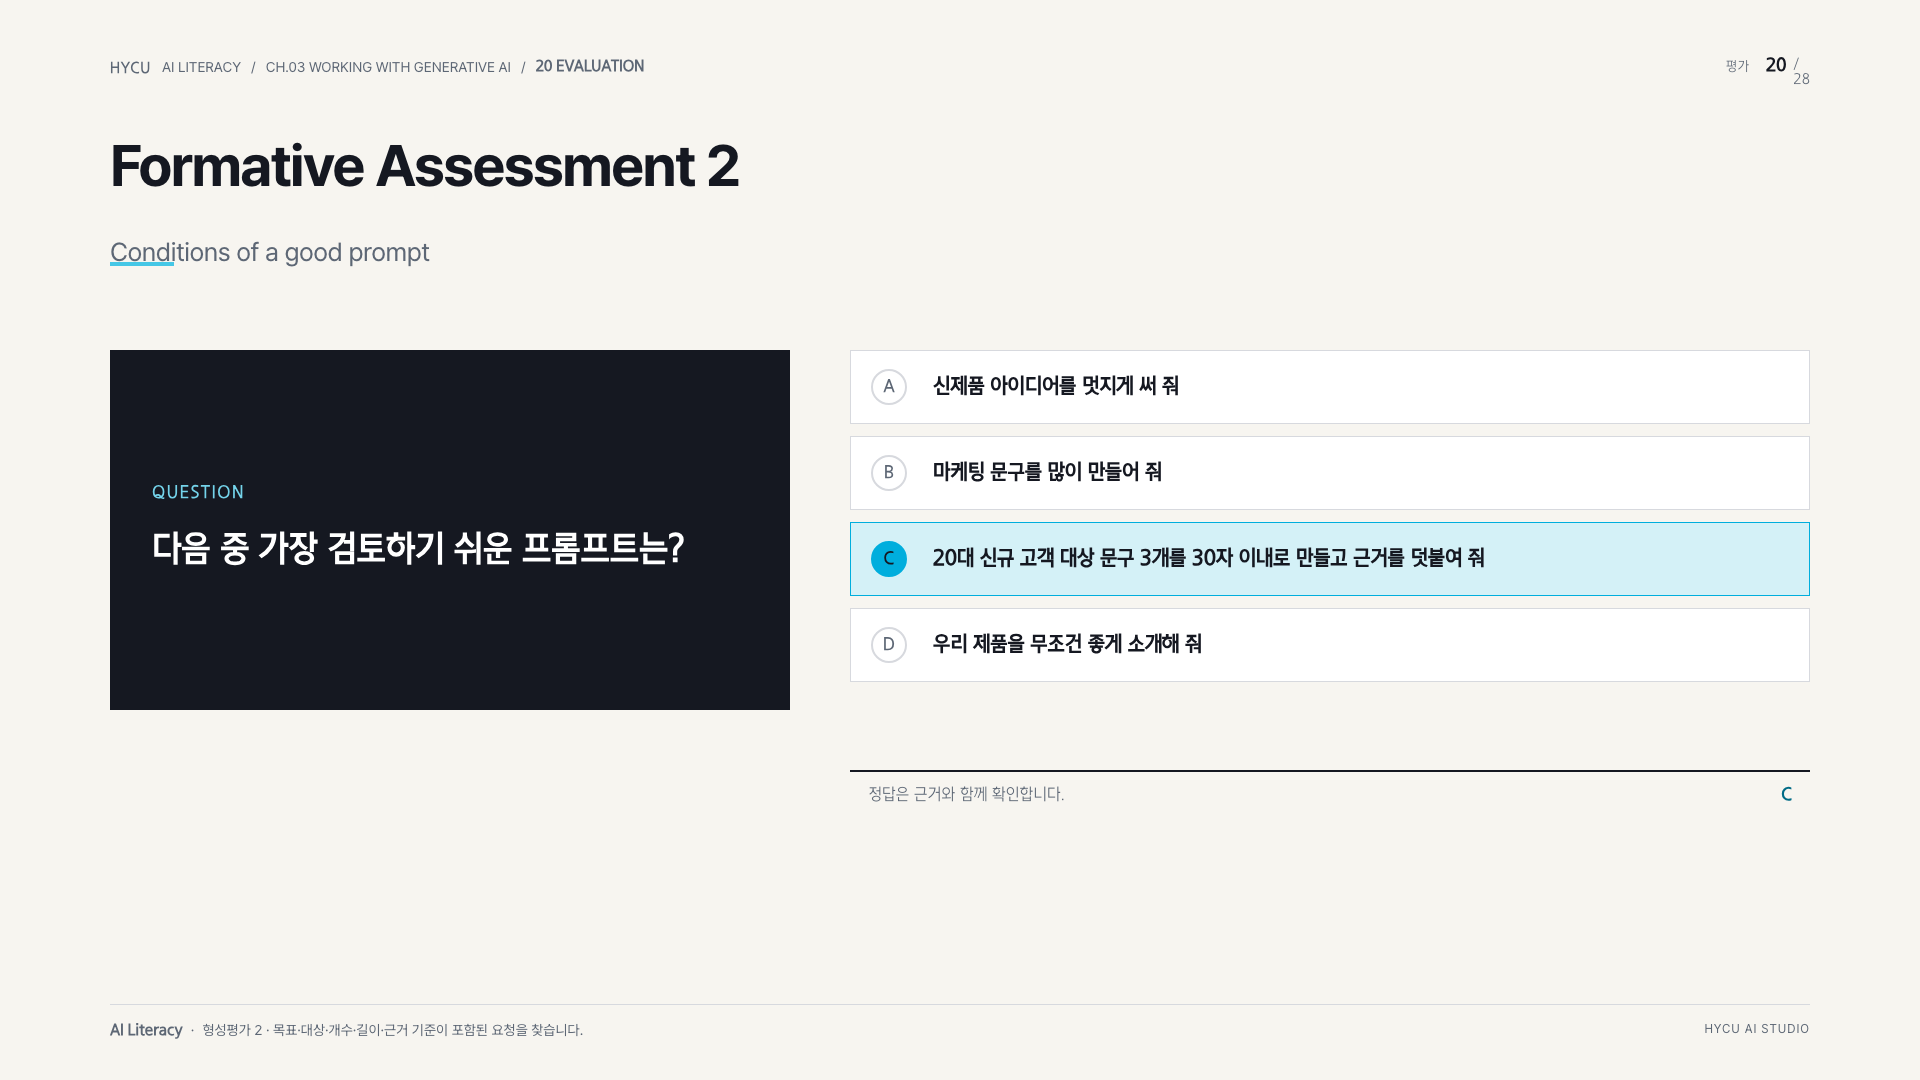 HYCU AI LITERACY / CH.03 WORKING WITH GENERATIVE AI / 20 EVALUATION
평가 20 / 28
Formative Assessment 2
Conditions of a good prompt
QUESTION
다음 중 가장 검토하기 쉬운 프롬프트는?
A 신제품 아이디어를 멋지게 써 줘
B 마케팅 문구를 많이 만들어 줘
C 20대 신규 고객 대상 문구 3개를 30자 이내로 만들고 근거를 덧붙여 줘
D 우리 제품을 무조건 좋게 소개해 줘
정답은 근거와 함께 확인합니다. C
AI Literacy · 형성평가 2 · 목표·대상·개수·길이·근거 기준이 포함된 요청을 찾습니다.
HYCU AI STUDIO